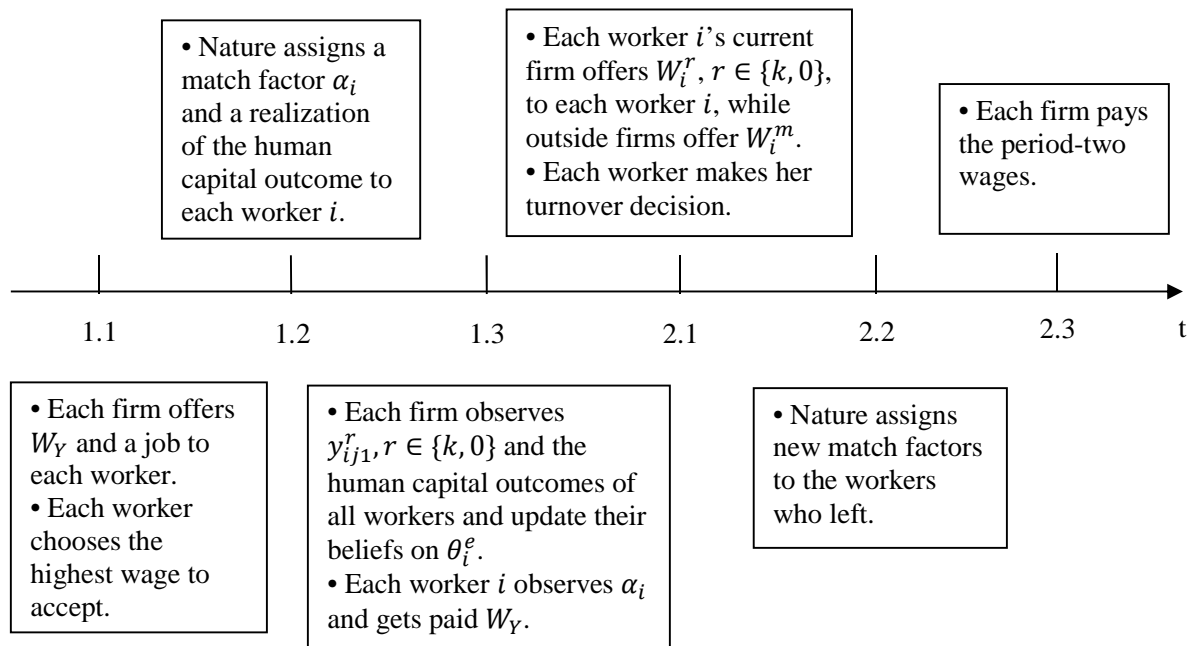 • Nature assigns a
match factor α_i
and a realization
of the human
capital outcome to
each worker i.
• Each worker i's current
firm offers W_i^r, r ∈ {k, 0},
to each worker i, while
outside firms offer W_i^m.
• Each worker makes her
turnover decision.
• Each firm pays
the period-two
wages.
1.1 1.2 1.3 2.1 2.2 2.3 t
• Each firm offers
W_Y and a job to
each worker.
• Each worker
chooses the
highest wage to
accept.
• Each firm observes
y_{ij1}^r, r ∈ {k, 0} and the
human capital outcomes of
all workers and update their
beliefs on θ_i^e.
• Each worker i observes α_i
and gets paid W_Y.
• Nature assigns
new match factors
to the workers
who left.